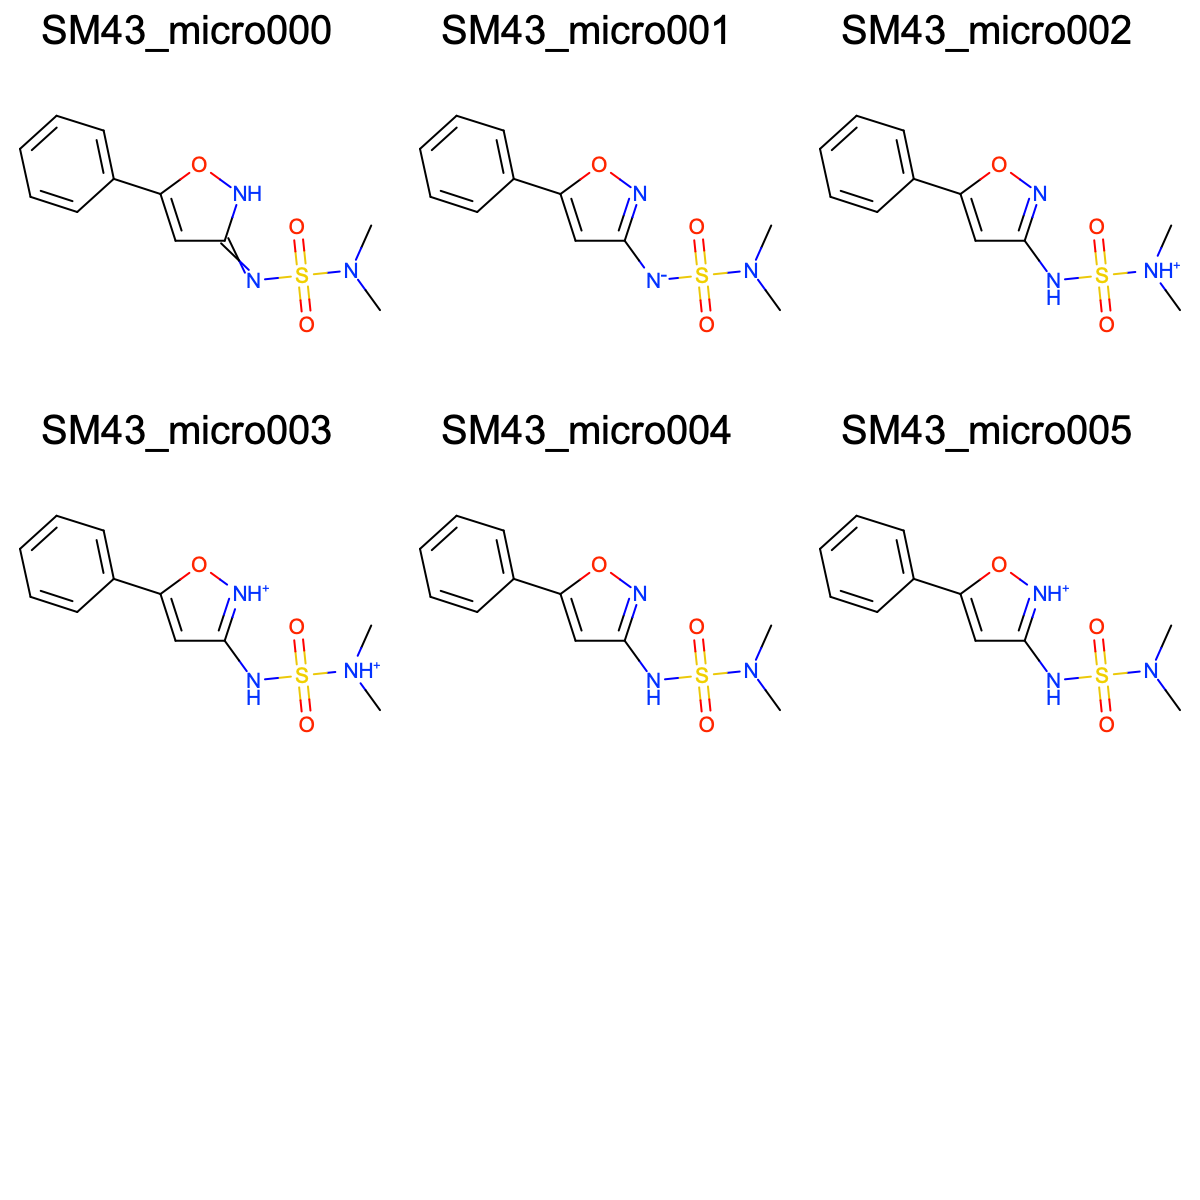 SM43_micro000 SM43_micro001 SM43_micro002
O NH O S O N N
O N O S O N⁻ N
O N O S O N H NH⁺
SM43_micro003 SM43_micro004 SM43_micro005
O NH⁺ O S O N H NH⁺
O N O S O N H N
O NH⁺ O S O N H N